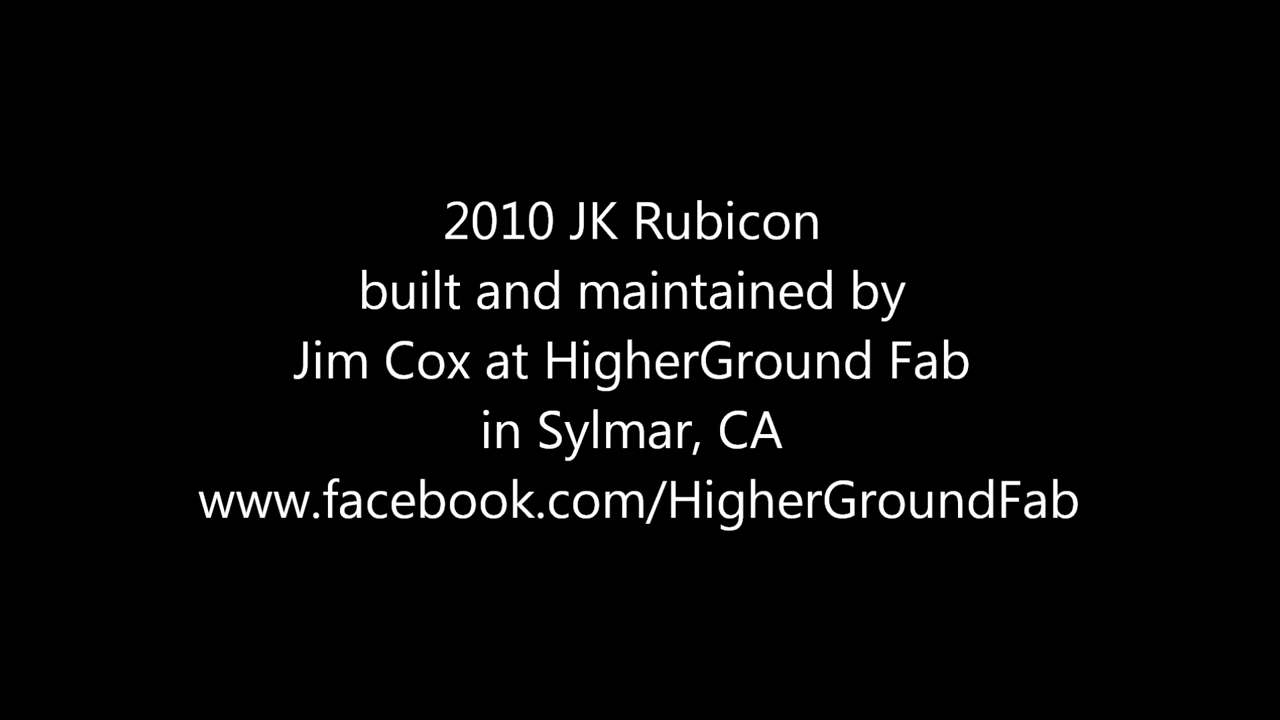 2010 JK Rubicon
built and maintained by
Jim Cox at HigherGround Fab
in Sylmar, CA
www.facebook.com/HigherGroundFab